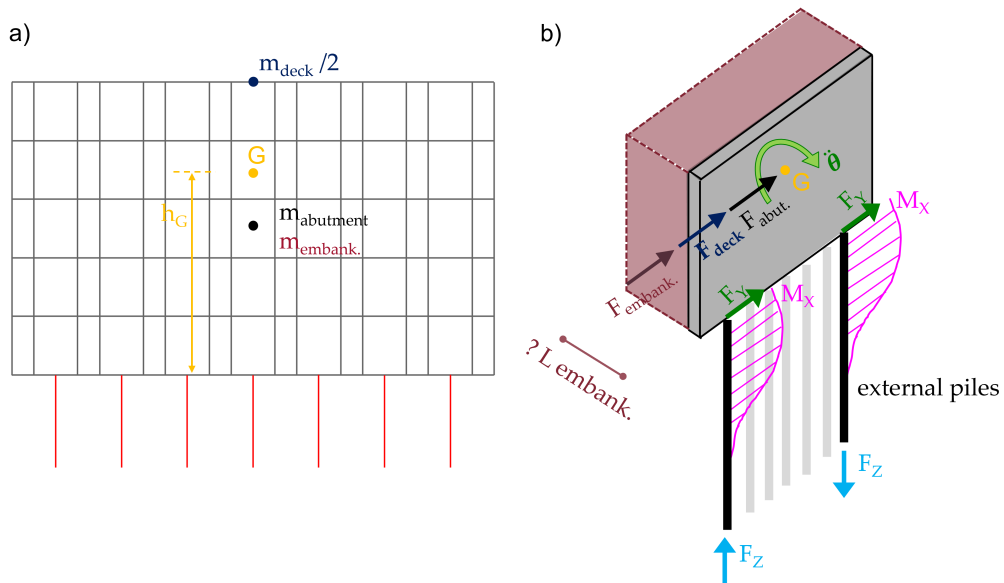 a)
m_deck /2
G
h_G
m_abutment
m_embank.
b)
θ̈
G
F_abut.
F_deck
F_embank.
F_Y
M_X
F_Y
M_X
? L embank.
external piles
F_Z
F_Z